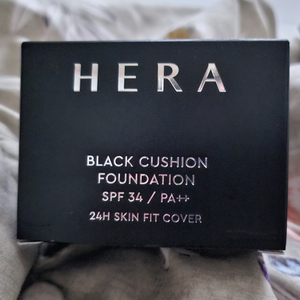 HERA
BLACK CUSHION
FOUNDATION
SPF 34 / PA++
24H SKIN FIT COVER